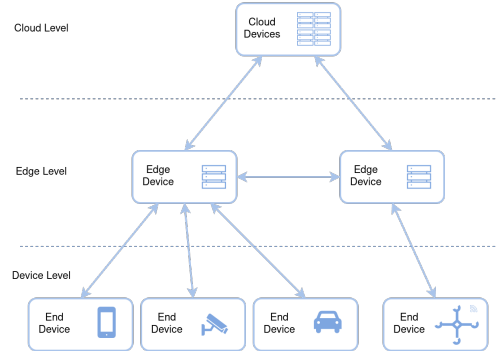 Cloud Level
Cloud
Devices
Edge Level
Edge
Device
Edge
Device
Device Level
End
Device
End
Device
End
Device
End
Device